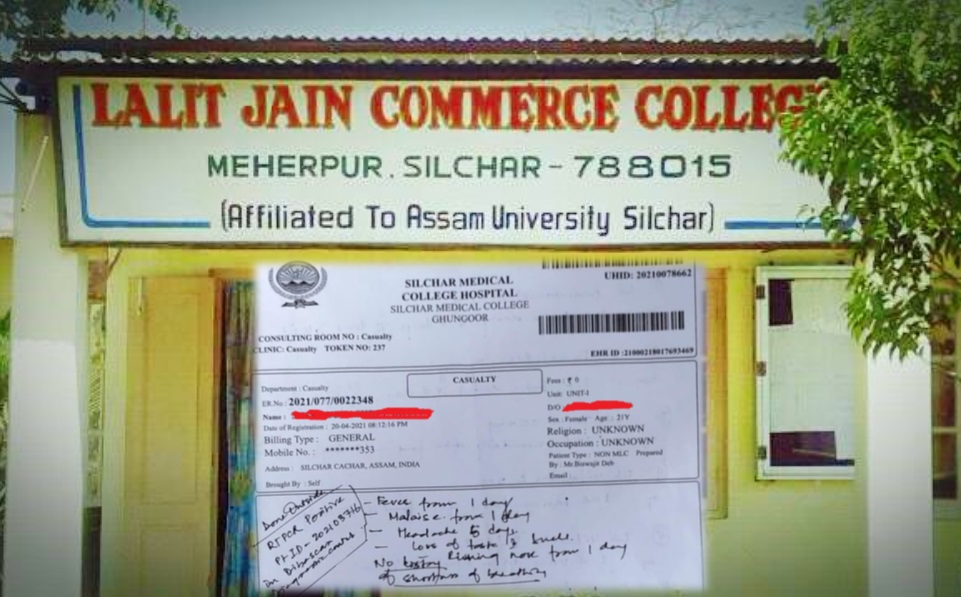 LALIT JAIN COMMERCE COLLEG
MEHERPUR, SILCHAR - 788015
(Affiliated To Assam University Silchar)
SILCHAR MEDICAL
COLLEGE HOSPITAL
SILCHAR MEDICAL COLLEGE
GHUNGOOR
UHID: 20210078662
CONSULTING ROOM NO : Casualty
CLINIC: Casualty TOKEN NO: 237
EHR ID :21000218017693469
CASUALTY
Department : Casualty
ER.No : 2021/077/0022348
Name :
Date of Registration : 20-04-2021 08:12:16 PM
Billing Type : GENERAL
Mobile No. : *******353
Address : SILCHAR CACHAR, ASSAM, INDIA
Brought By : Self
Fees : ₹ 0
Unit: UNIT-I
D/O
Sex : Female Age : 21Y
Religion : UNKNOWN
Occupation : UNKNOWN
Patient Type : NON MLC Prepared
By : Mr.Biswajit Deb
Email :
Done Outside
RTPCR Positive
in
- Fever from 1 day
- Malaise from 1 day
- Headache 5 days
- loss of taste & smell
No Running nose from 1 day
of shortness of breathing